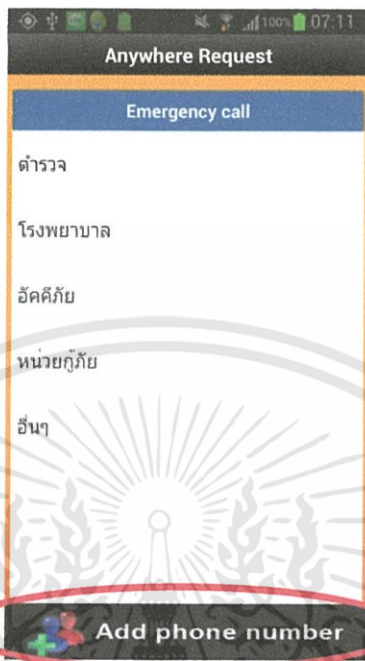 100% 07:11
Anywhere Request
Emergency call
ตำรวจ
โรงพยาบาล
อัคคีภัย
หน่วยกู้ภัย
อื่นๆ
Add phone number